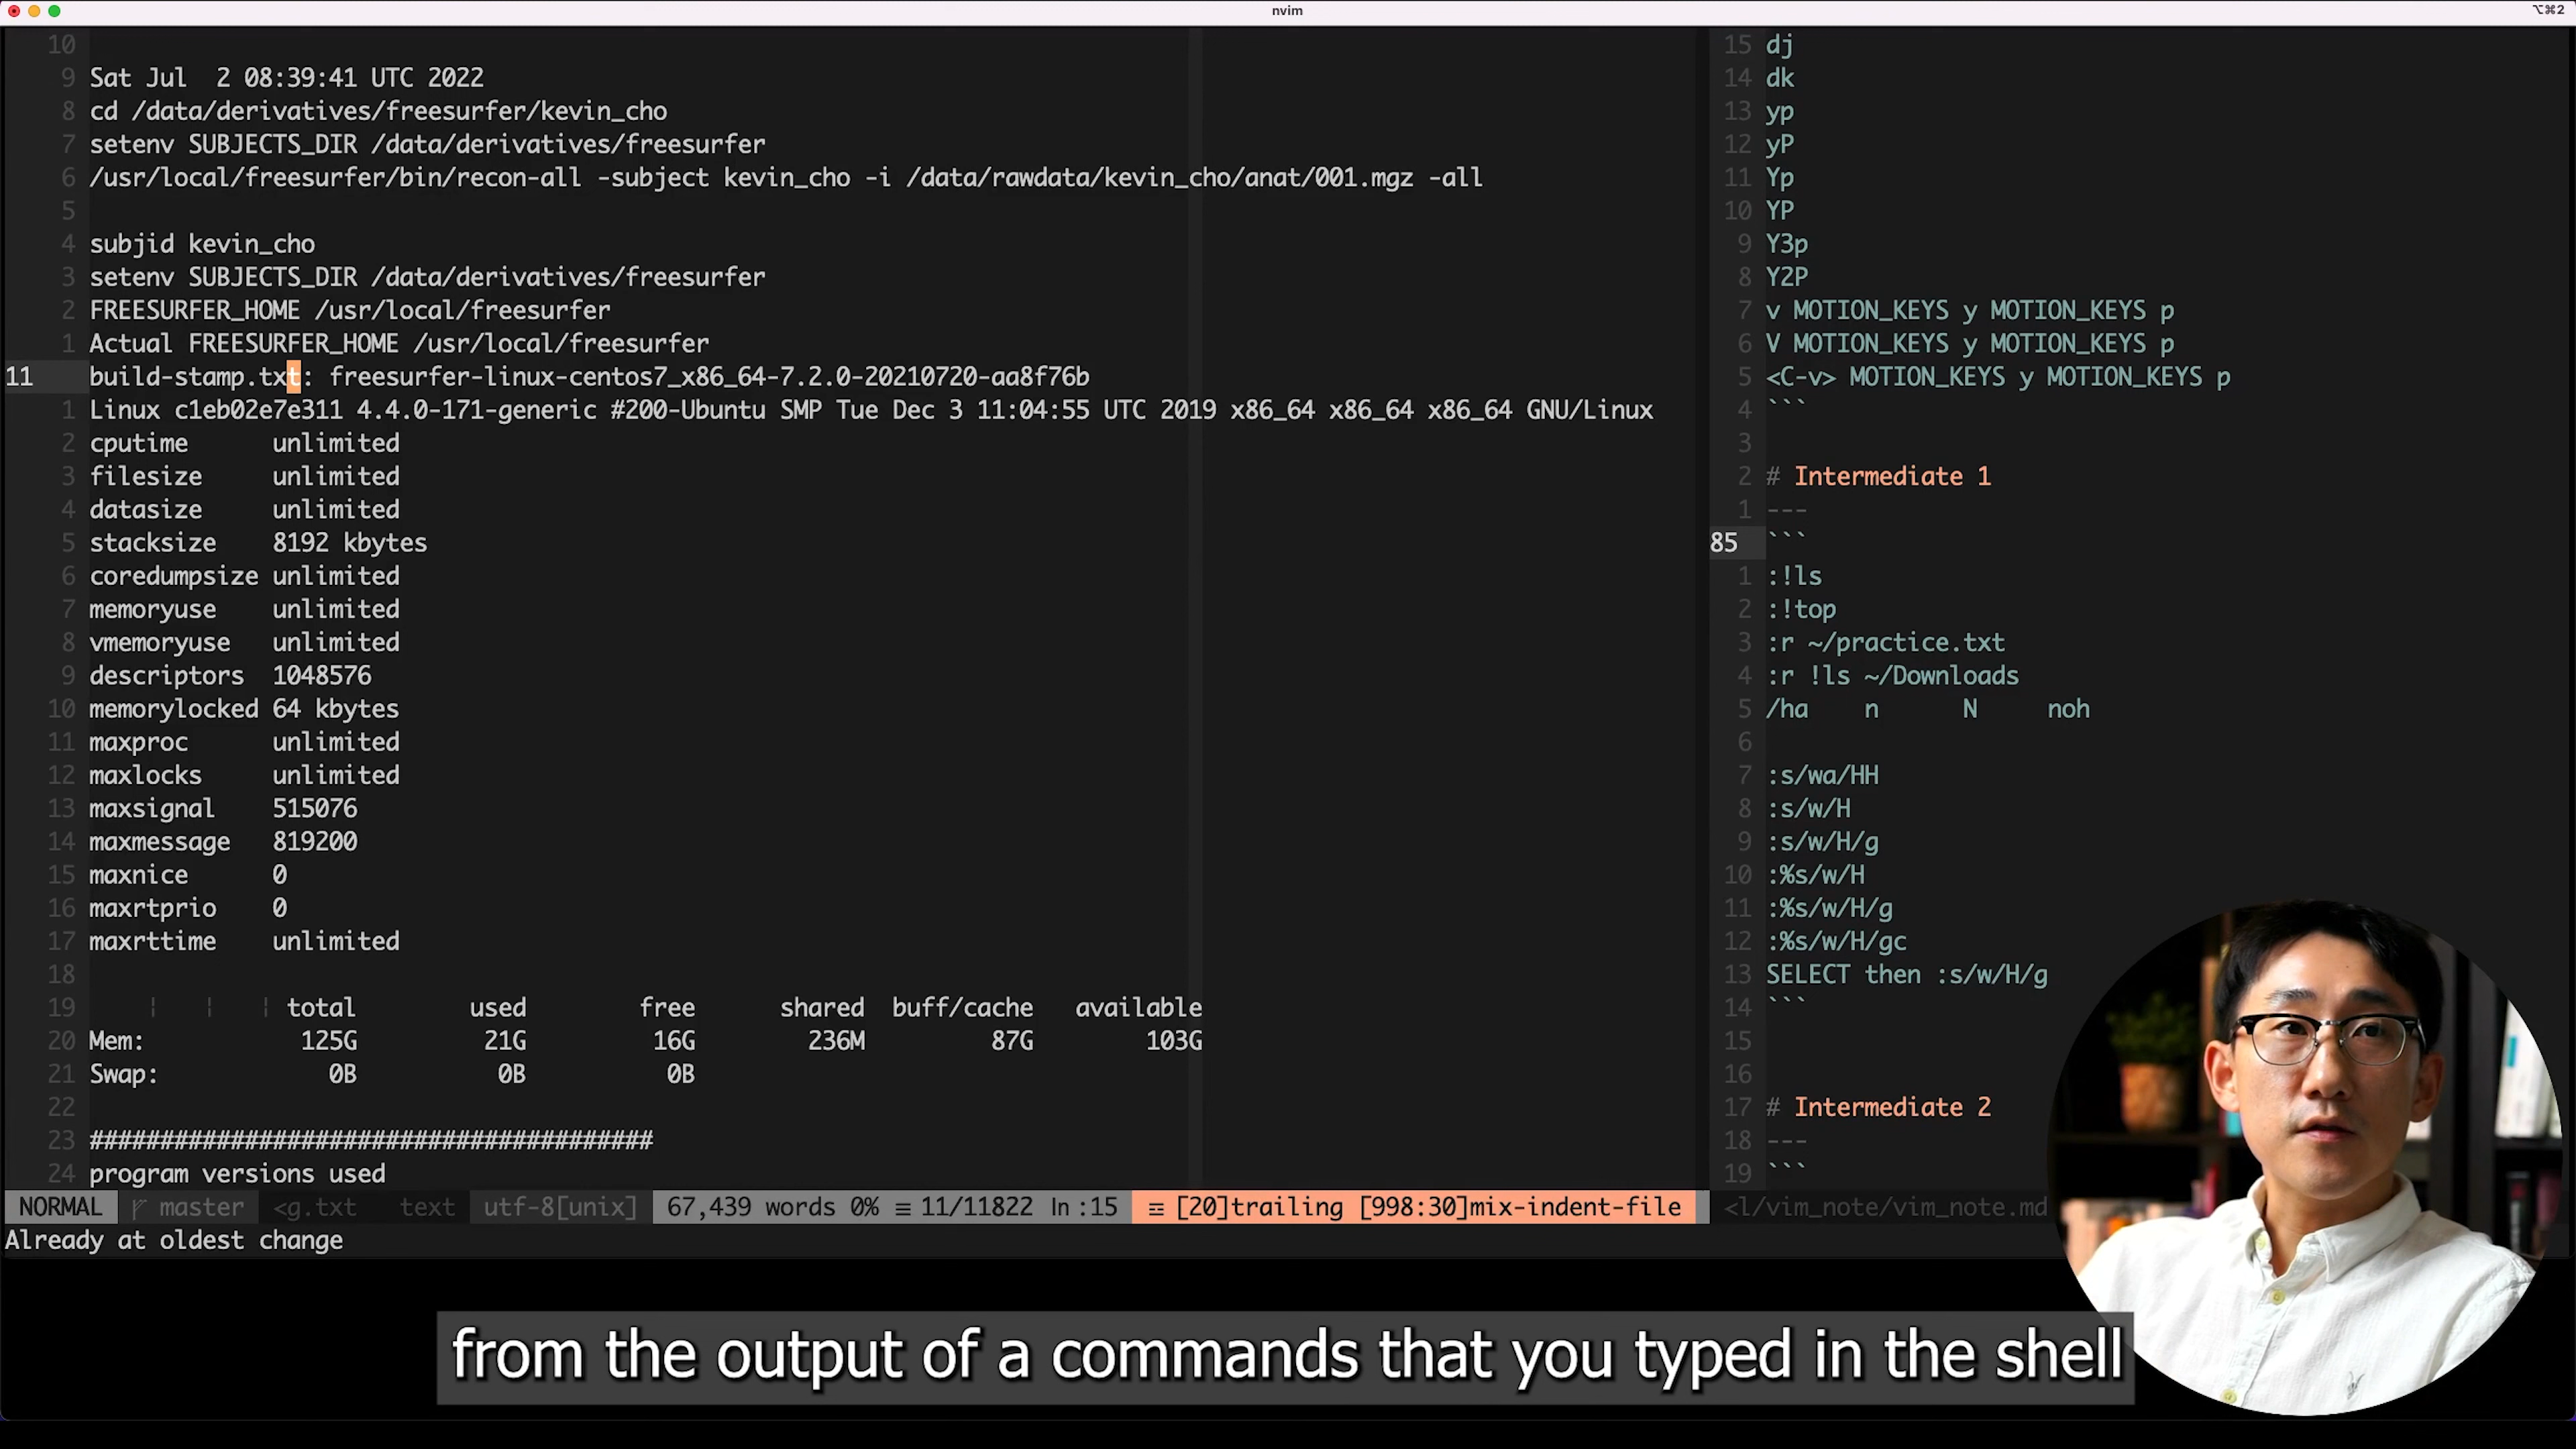 nvim
⌥⌘2
10
9 Sat Jul  2 08:39:41 UTC 2022
8 cd /data/derivatives/freesurfer/kevin_cho
7 setenv SUBJECTS_DIR /data/derivatives/freesurfer
6 /usr/local/freesurfer/bin/recon-all -subject kevin_cho -i /data/rawdata/kevin_cho/anat/001.mgz -all
5
4 subjid kevin_cho
3 setenv SUBJECTS_DIR /data/derivatives/freesurfer
2 FREESURFER_HOME /usr/local/freesurfer
1 Actual FREESURFER_HOME /usr/local/freesurfer
11 build-stamp.txt: freesurfer-linux-centos7_x86_64-7.2.0-20210720-aa8f76b
1 Linux c1eb02e7e311 4.4.0-171-generic #200-Ubuntu SMP Tue Dec 3 11:04:55 UTC 2019 x86_64 x86_64 x86_64 GNU/Linux
2 cputime      unlimited
3 filesize     unlimited
4 datasize     unlimited
5 stacksize    8192 kbytes
6 coredumpsize unlimited
7 memoryuse    unlimited
8 vmemoryuse   unlimited
9 descriptors  1048576
10 memorylocked 64 kbytes
11 maxproc      unlimited
12 maxlocks     unlimited
13 maxsignal    515076
14 maxmessage   819200
15 maxnice      0
16 maxrtprio    0
17 maxrttime    unlimited
18
19 total used free shared buff/cache available
20 Mem: 125G 21G 16G 236M 87G 103G
21 Swap: 0B 0B 0B
22
23 ########################################
24 program versions used
NORMAL master <g.txt text utf-8[unix] 67,439 words 0% ≡ 11/11822 ln :15 ≡ [20]trailing [998:30]mix-indent-file
Already at oldest change
15 dj
14 dk
13 yp
12 yP
11 Yp
10 YP
9 Y3p
8 Y2P
7 v MOTION_KEYS y MOTION_KEYS p
6 V MOTION_KEYS y MOTION_KEYS p
5 <C-v> MOTION_KEYS y MOTION_KEYS p
4 ```
3
2 # Intermediate 1
1 ---
85 ```
1 :!ls
2 :!top
3 :r ~/practice.txt
4 :r !ls ~/Downloads
5 /ha    n      N     noh
6
7 :s/wa/HH
8 :s/w/H
9 :s/w/H/g
10 :%s/w/H
11 :%s/w/H/g
12 :%s/w/H/gc
13 SELECT then :s/w/H/g
14 ```
15
16
17 # Intermediate 2
18 ---
19 ```
<l/vim_note/vim_note.md
from the output of a commands that you typed in the shell